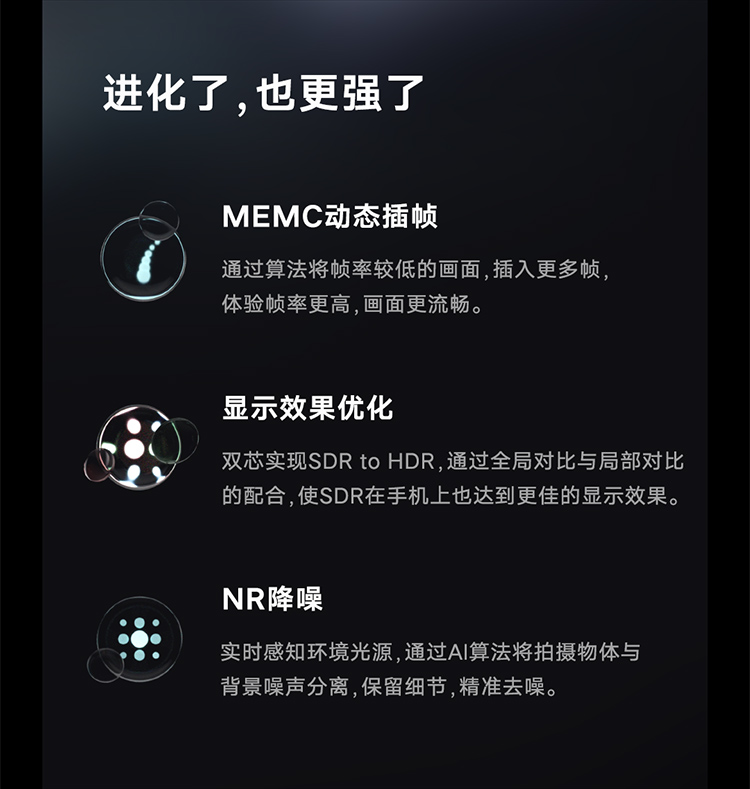 进化了,也更强了
MEMC动态插帧
通过算法将帧率较低的画面,插入更多帧,
体验帧率更高,画面更流畅。
显示效果优化
双芯实现SDR to HDR,通过全局对比与局部对比
的配合,使SDR在手机上也达到更佳的显示效果。
NR降噪
实时感知环境光源,通过AI算法将拍摄物体与
背景噪声分离,保留细节,精准去噪。